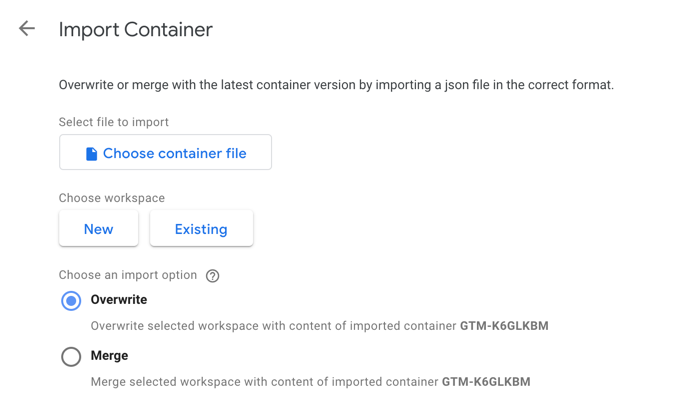 Import Container
Overwrite or merge with the latest container version by importing a json file in the correct format.
Select file to import
Choose container file
Choose workspace
New Existing
Choose an import option ?
Overwrite
Overwrite selected workspace with content of imported container GTM-K6GLKBM
Merge
Merge selected workspace with content of imported container GTM-K6GLKBM